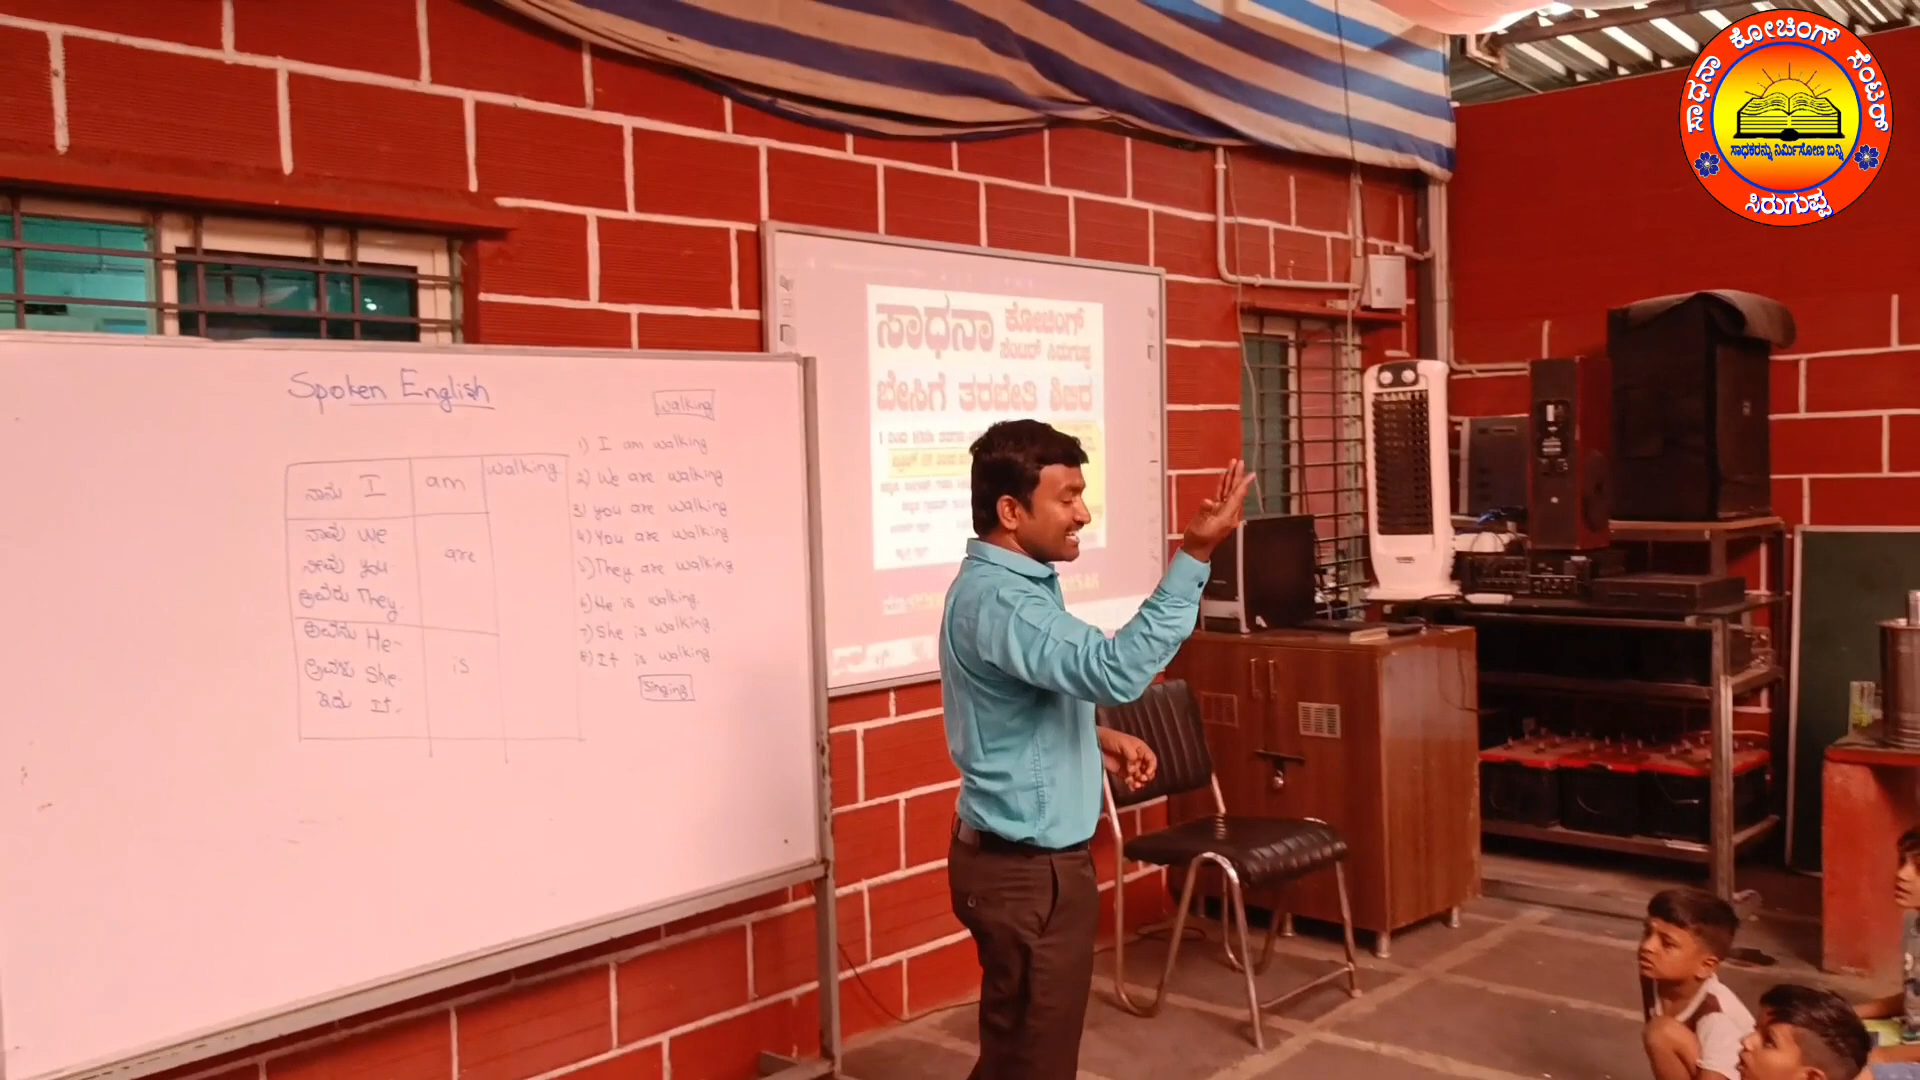 Spoken English
ನಾನು I am walking
ನಾವು We
ನೀವು you. are
ಅವರು They.
ಅವನು He-
ಅವಳು She. is
ಇದು It.
walking
1) I am walking
2) We are walking
3) you are walking
4) You are walking
5) They are walking
6) He is walking.
7) She is walking.
8) It is walking.
Singing
ಸಾಧನಾ ಕೋಚಿಂಗ್
ಸೆಂಟರ್ ಸಿರುಗುಪ್ಪ
ಬೇಸಿಗೆ ತರಬೇತಿ ಶಿಬಿರ
ಸಾಧನಾ ಕೋಚಿಂಗ್ ಸೆಂಟರ್
ಸಾಧಕರನ್ನು ನಿರ್ಮಿಸೋಣ ಬನ್ನಿ
ಸಿರುಗುಪ್ಪ